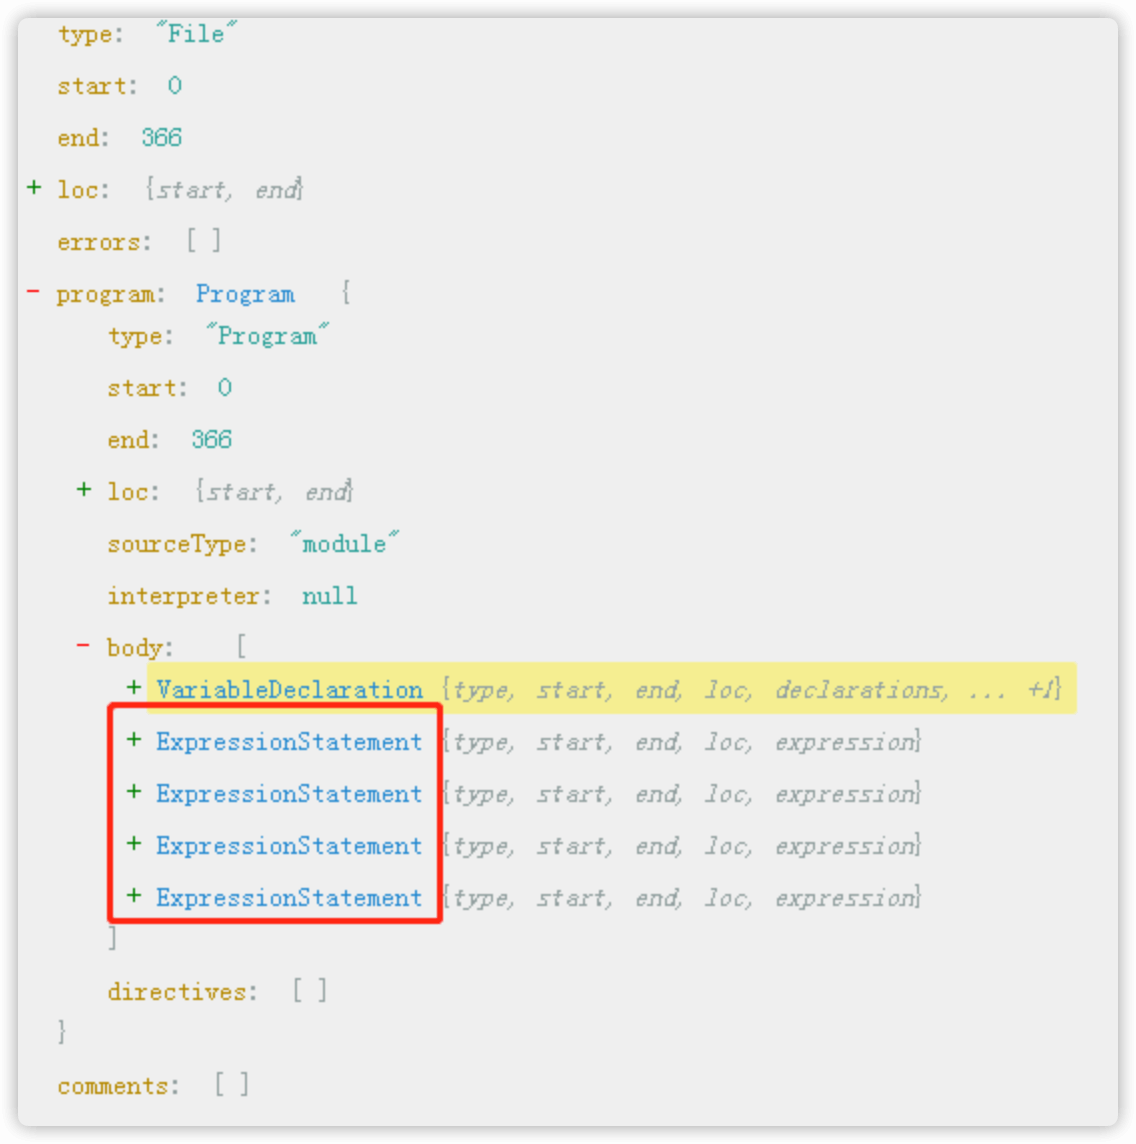 type: "File"
start: 0
end: 366
+ loc: {start, end}
errors: [ ]
- program: Program {
type: "Program"
start: 0
end: 366
+ loc: {start, end}
sourceType: "module"
interpreter: null
- body: [
+ VariableDeclaration {type, start, end, loc, declarations, ... +1}
+ ExpressionStatement {type, start, end, loc, expression}
+ ExpressionStatement {type, start, end, loc, expression}
+ ExpressionStatement {type, start, end, loc, expression}
+ ExpressionStatement {type, start, end, loc, expression}
]
directives: [ ]
}
comments: [ ]